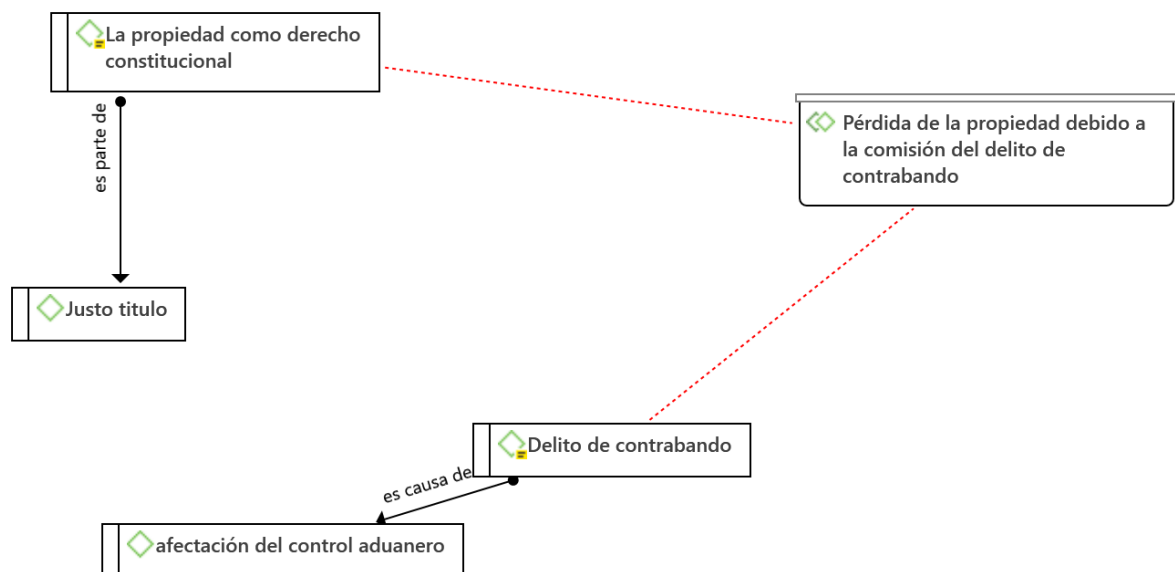 La propiedad como derecho
constitucional
es parte de
Pérdida de la propiedad debido a
la comisión del delito de
contrabando
Justo titulo
Delito de contrabando
es causa de
afectación del control aduanero